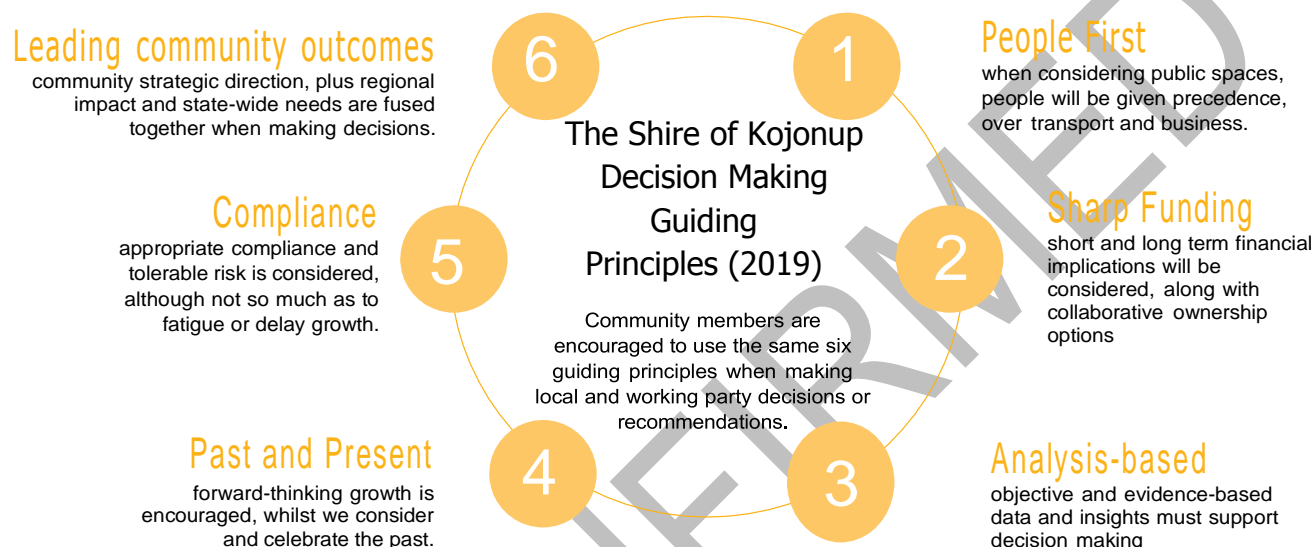 The Shire of Kojonup
Decision Making
Guiding
Principles (2019)
Community members are
encouraged to use the same six
guiding principles when making
local and working party decisions or
recommendations.
1
People First
when considering public spaces,
people will be given precedence,
over transport and business.
2
Sharp Funding
short and long term financial
implications will be
considered, along with
collaborative ownership
options
3
Analysis-based
objective and evidence-based
data and insights must support
decision making
4
Past and Present
forward-thinking growth is
encouraged, whilst we consider
and celebrate the past.
5
Compliance
appropriate compliance and
tolerable risk is considered,
although not so much as to
fatigue or delay growth.
6
Leading community outcomes
community strategic direction, plus regional
impact and state-wide needs are fused
together when making decisions.